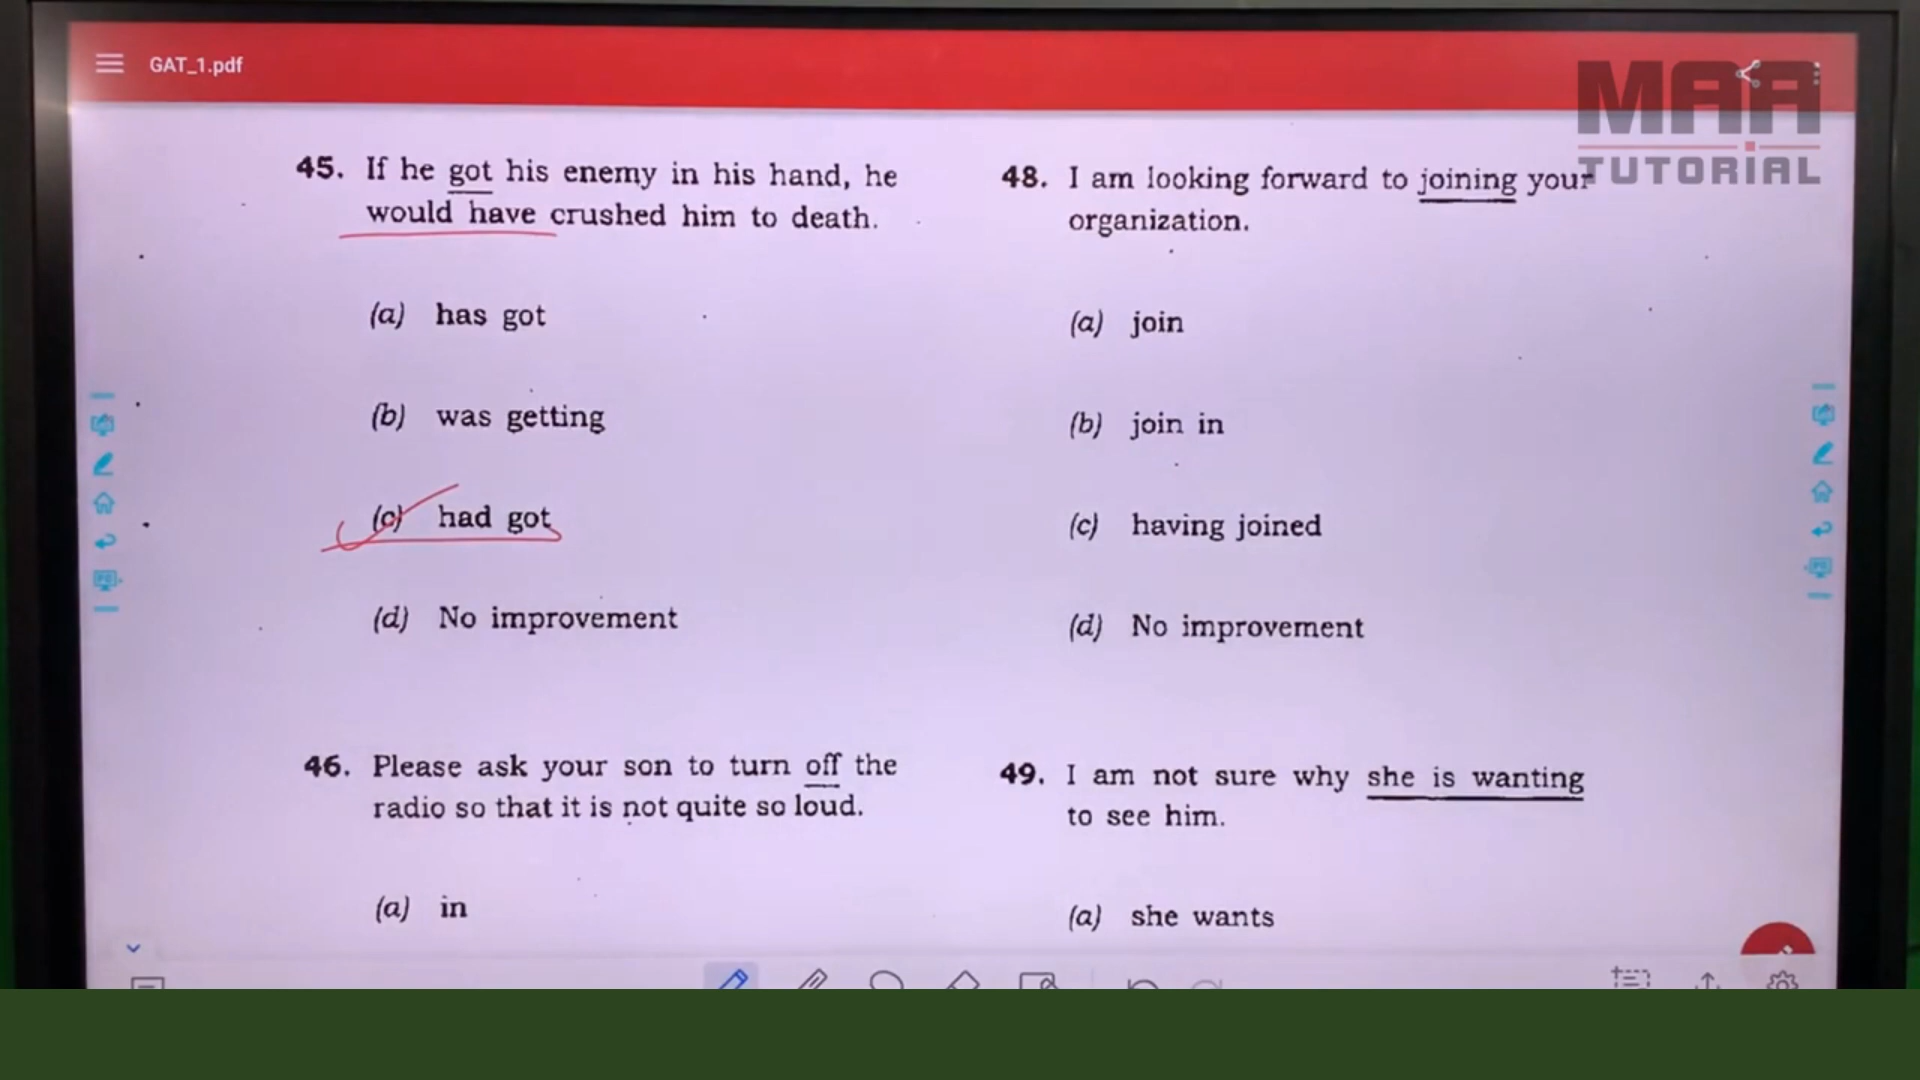 GAT_1.pdf
MAA
TUTORIAL
45. If he got his enemy in his hand, he
would have crushed him to death.
(a) has got
(b) was getting
(c) had got
(d) No improvement
46. Please ask your son to turn off the
radio so that it is not quite so loud.
(a) in
48. I am looking forward to joining your
organization.
(a) join
(b) join in
(c) having joined
(d) No improvement
49. I am not sure why she is wanting
to see him.
(a) she wants